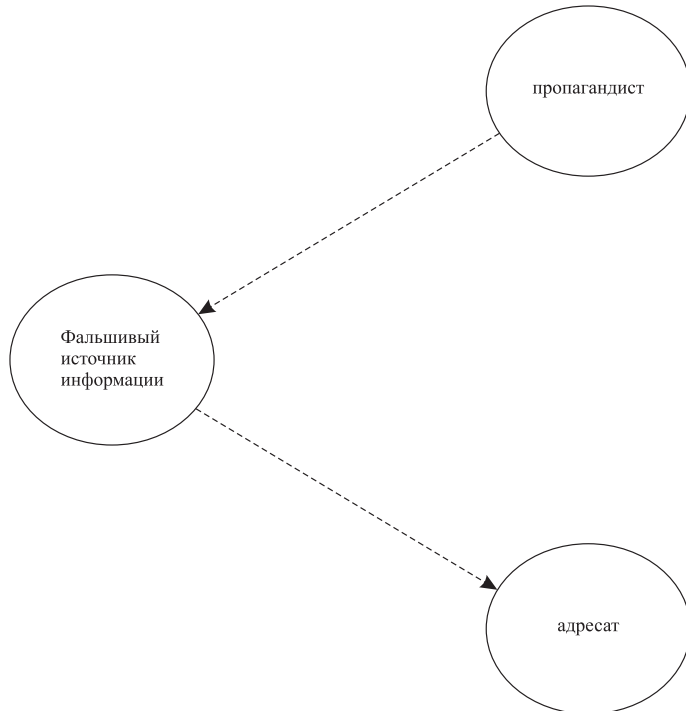 пропагандист
Фальшивый
источник
информации
адресат